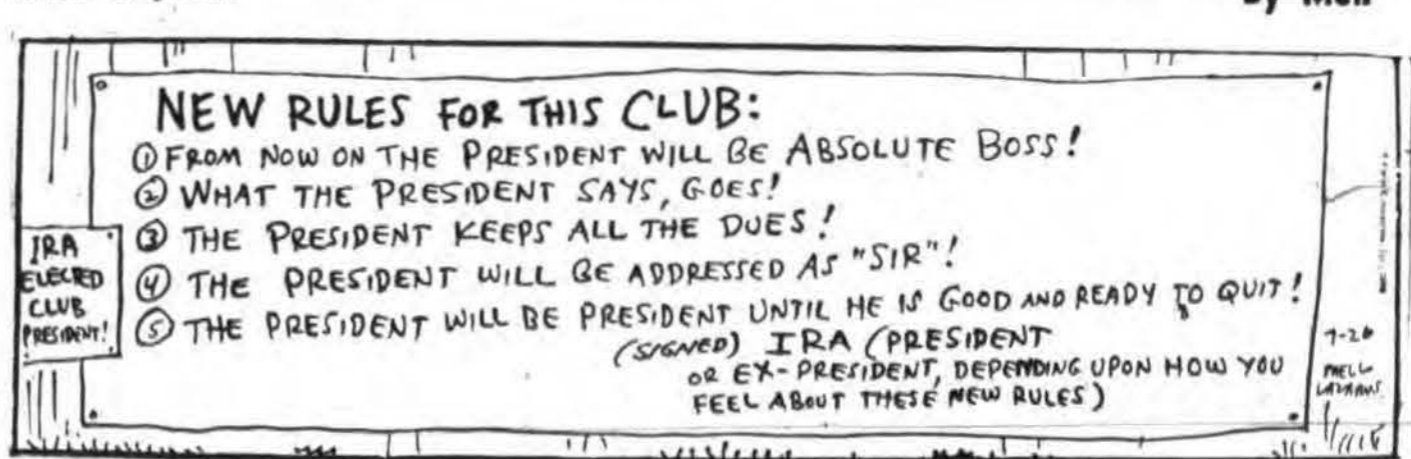 By Mell
NEW RULES FOR THIS CLUB:
① FROM NOW ON THE PRESIDENT WILL BE ABSOLUTE BOSS!
② WHAT THE PRESIDENT SAYS, GOES!
③ THE PRESIDENT KEEPS ALL THE DUES!
④ THE PRESIDENT WILL BE ADDRESSED AS "SIR"!
⑤ THE PRESIDENT WILL BE PRESIDENT UNTIL HE IS GOOD AND READY TO QUIT!
(SIGNED) IRA (PRESIDENT
OR EX-PRESIDENT, DEPENDING UPON HOW YOU
FEEL ABOUT THESE NEW RULES)
IRA
ELECTED
CLUB
PRESIDENT!
7-26
MELL
LAZARUS